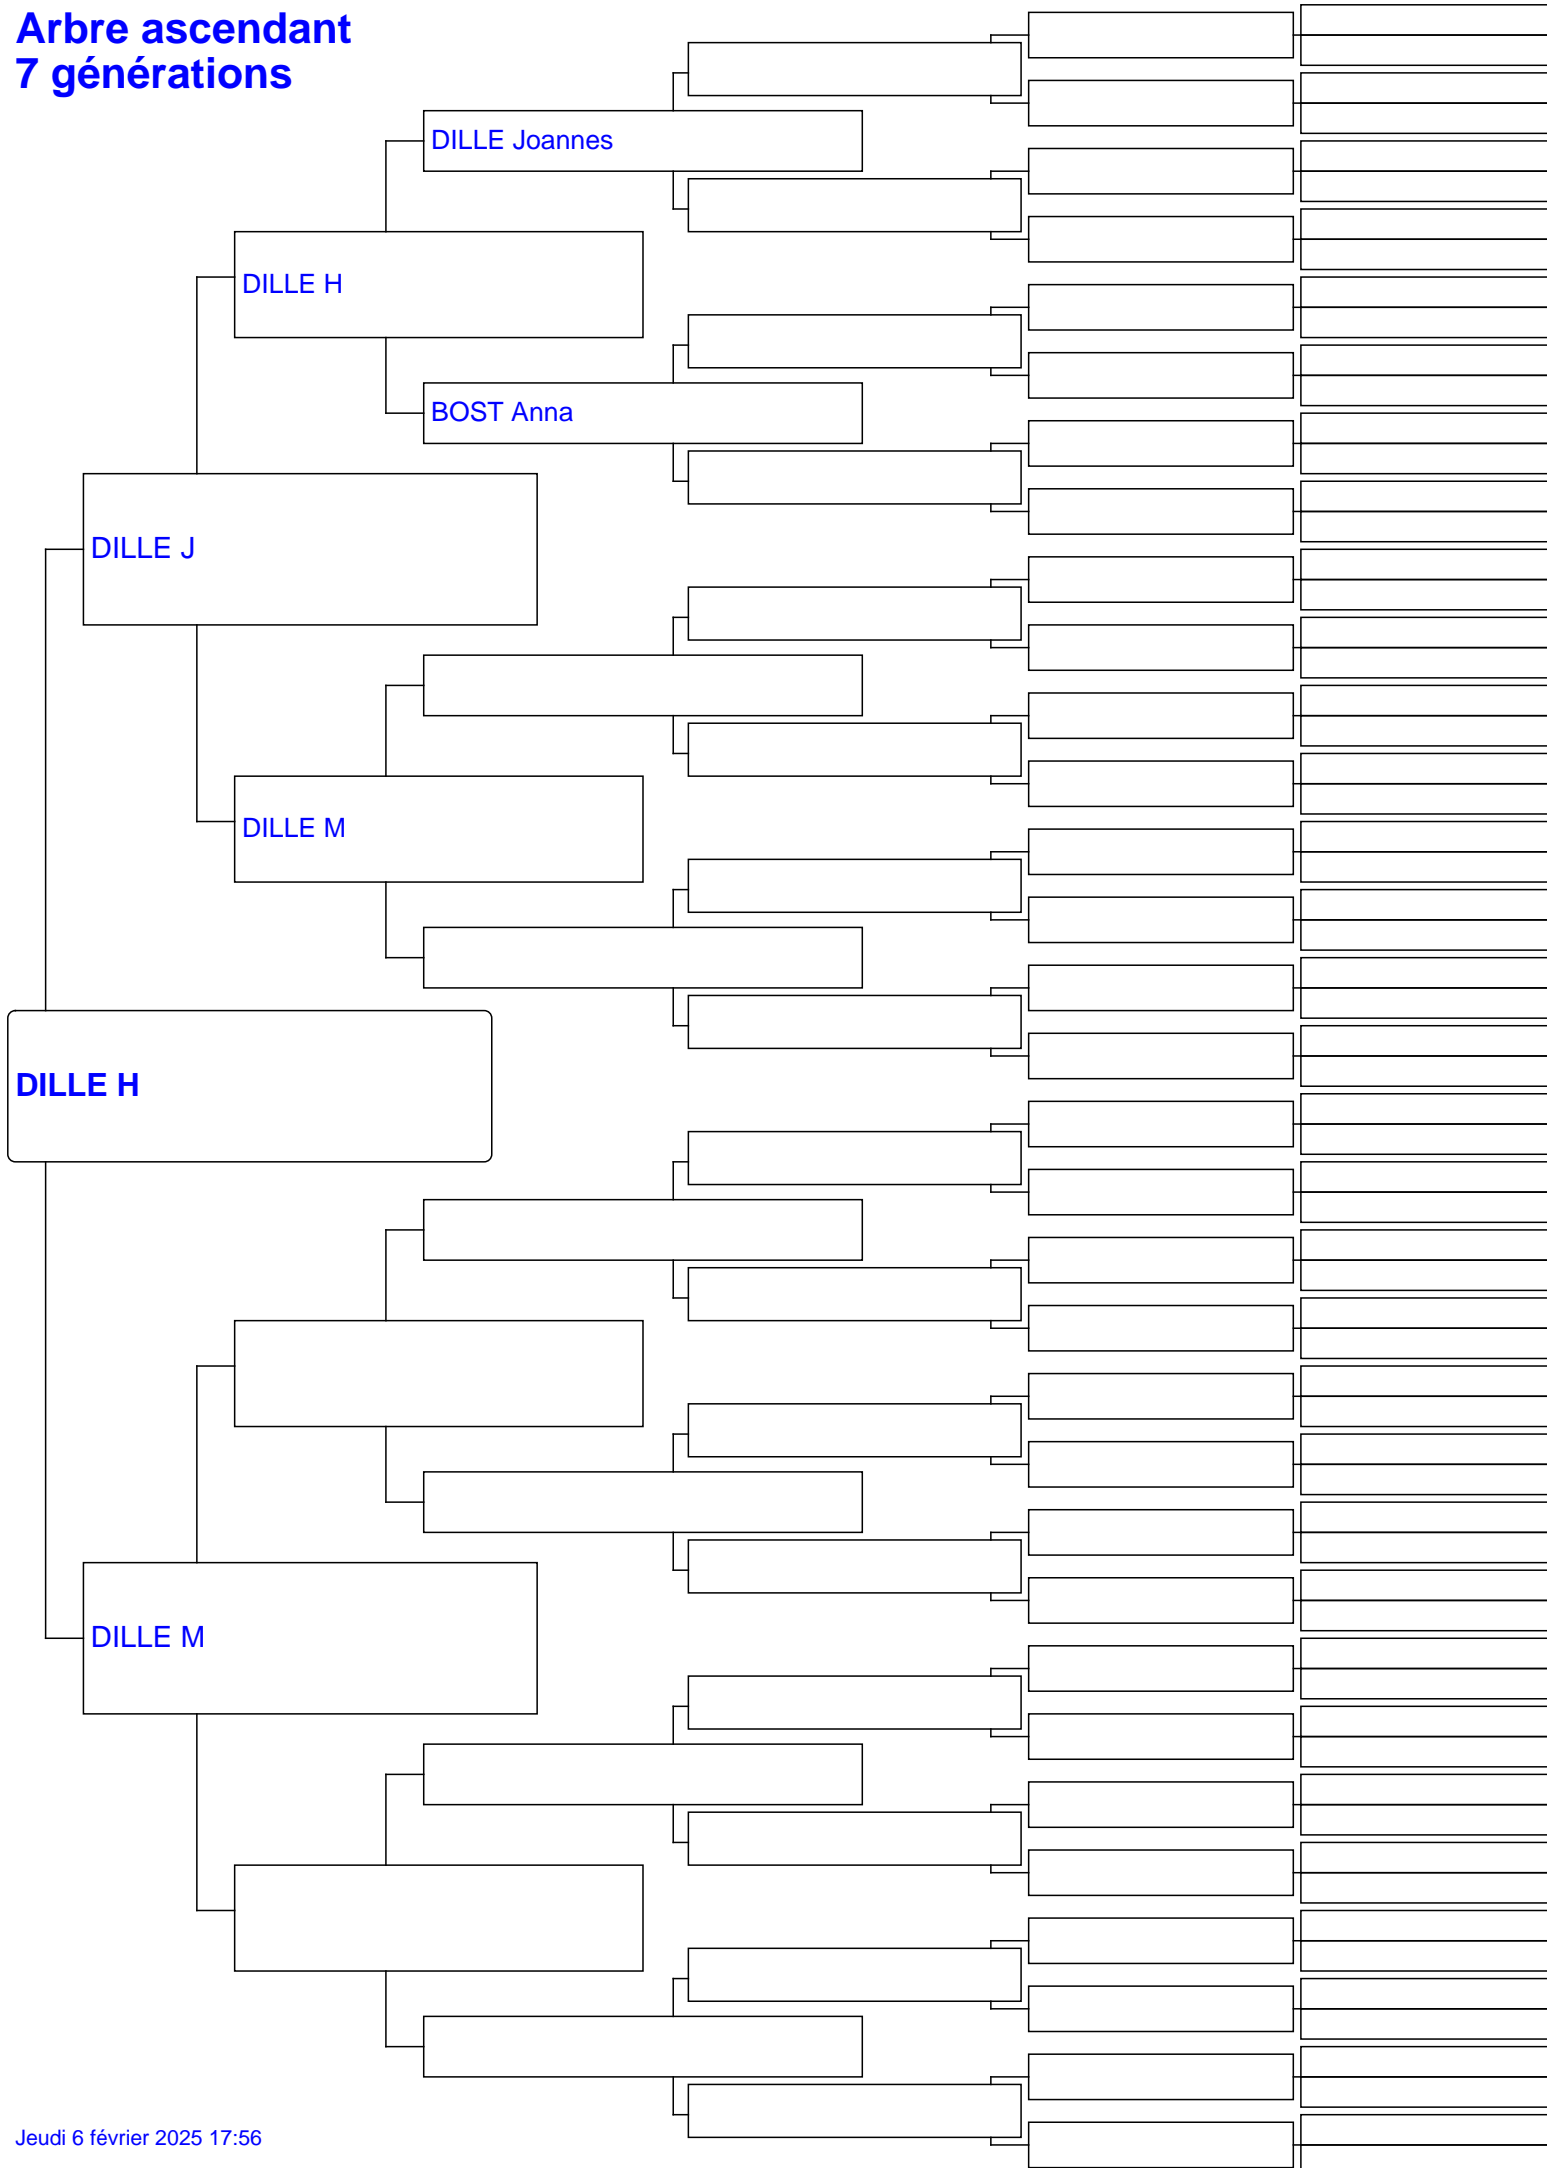 Arbre ascendant
7 générations
DILLE Joannes
DILLE H
BOST Anna
DILLE J
DILLE M
DILLE H
DILLE M
Jeudi 6 février 2025 17:56